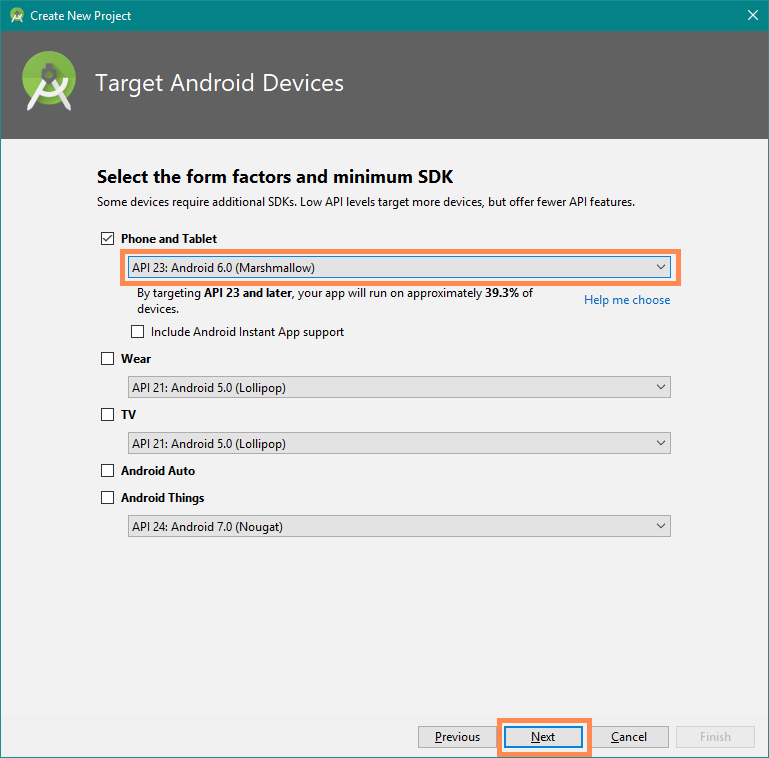 Create New Project
Target Android Devices
Select the form factors and minimum SDK
Some devices require additional SDKs. Low API levels target more devices, but offer fewer API features.
Phone and Tablet
API 23: Android 6.0 (Marshmallow)
By targeting API 23 and later, your app will run on approximately 39.3% of
devices.
Help me choose
Include Android Instant App support
Wear
API 21: Android 5.0 (Lollipop)
TV
API 21: Android 5.0 (Lollipop)
Android Auto
Android Things
API 24: Android 7.0 (Nougat)
Previous Next Cancel Finish